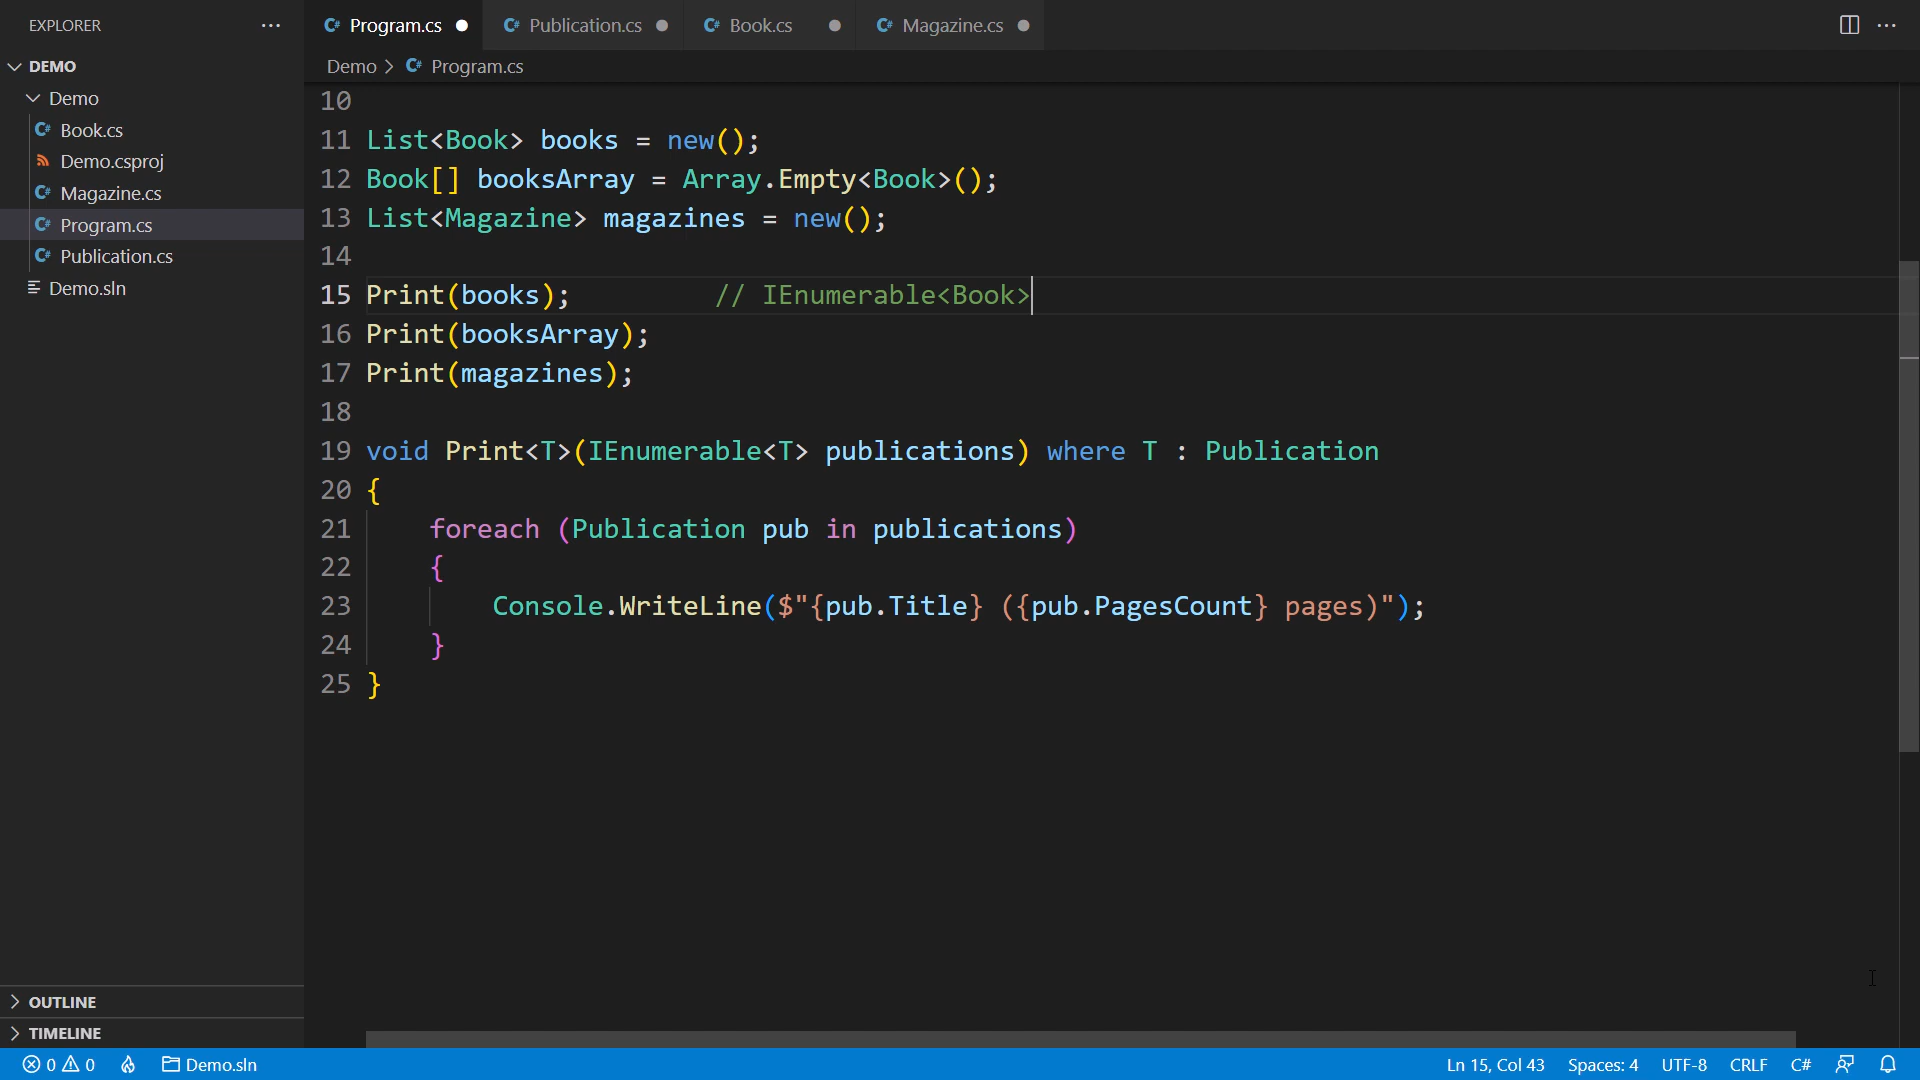 EXPLORER
DEMO
Demo
C# Book.cs
Demo.csproj
C# Magazine.cs
C# Program.cs
C# Publication.cs
Demo.sln
OUTLINE
TIMELINE
C# Program.cs C# Publication.cs C# Book.cs C# Magazine.cs
Demo > C# Program.cs
10
11 List<Book> books = new();
12 Book[] booksArray = Array.Empty<Book>();
13 List<Magazine> magazines = new();
14
15 Print(books);         // IEnumerable<Book>
16 Print(booksArray);
17 Print(magazines);
18
19 void Print<T>(IEnumerable<T> publications) where T : Publication
20 {
21     foreach (Publication pub in publications)
22     {
23         Console.WriteLine($"{pub.Title} ({pub.PagesCount} pages)");
24     }
25 }
0 0 Demo.sln Ln 15, Col 43 Spaces: 4 UTF-8 CRLF C#